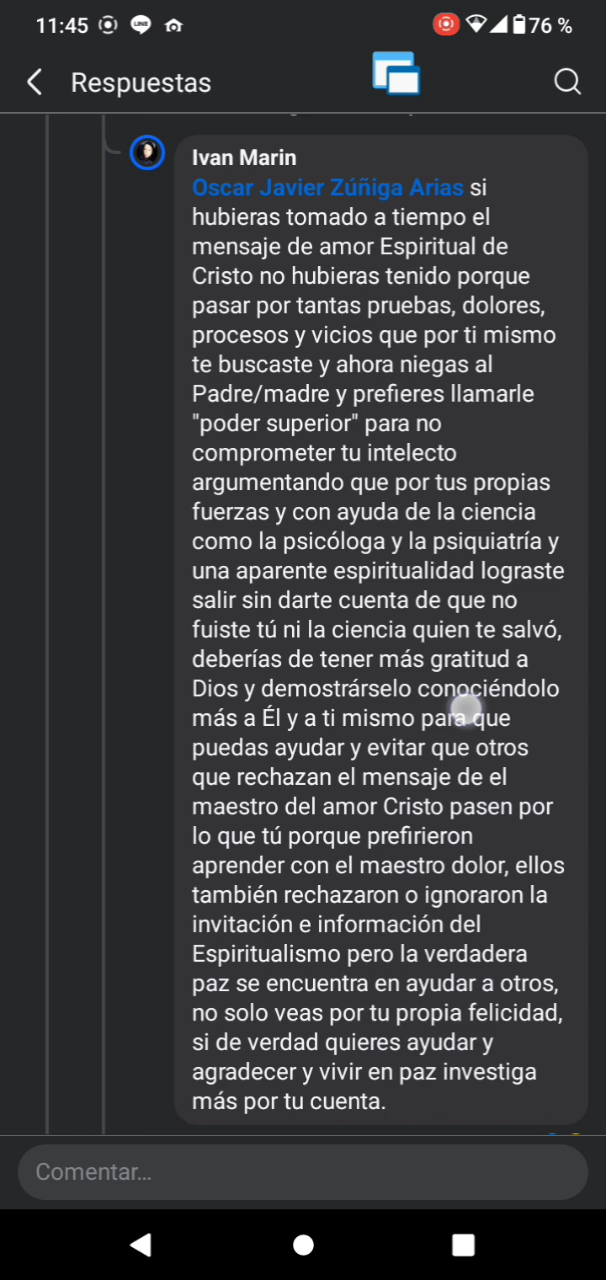 11:45 LINE 76 %
Respuestas
Ivan Marin
Oscar Javier Zúñiga Arias si
hubieras tomado a tiempo el
mensaje de amor Espiritual de
Cristo no hubieras tenido porque
pasar por tantas pruebas, dolores,
procesos y vicios que por ti mismo
te buscaste y ahora niegas al
Padre/madre y prefieres llamarle
"poder superior" para no
comprometer tu intelecto
argumentando que por tus propias
fuerzas y con ayuda de la ciencia
como la psicóloga y la psiquiatría y
una aparente espiritualidad lograste
salir sin darte cuenta de que no
fuiste tú ni la ciencia quien te salvó,
deberías de tener más gratitud a
Dios y demostrárselo conociéndolo
más a Él y a ti mismo para que
puedas ayudar y evitar que otros
que rechazan el mensaje de el
maestro del amor Cristo pasen por
lo que tú porque prefirieron
aprender con el maestro dolor, ellos
también rechazaron o ignoraron la
invitación e información del
Espiritualismo pero la verdadera
paz se encuentra en ayudar a otros,
no solo veas por tu propia felicidad,
si de verdad quieres ayudar y
agradecer y vivir en paz investiga
más por tu cuenta.
Comentar...